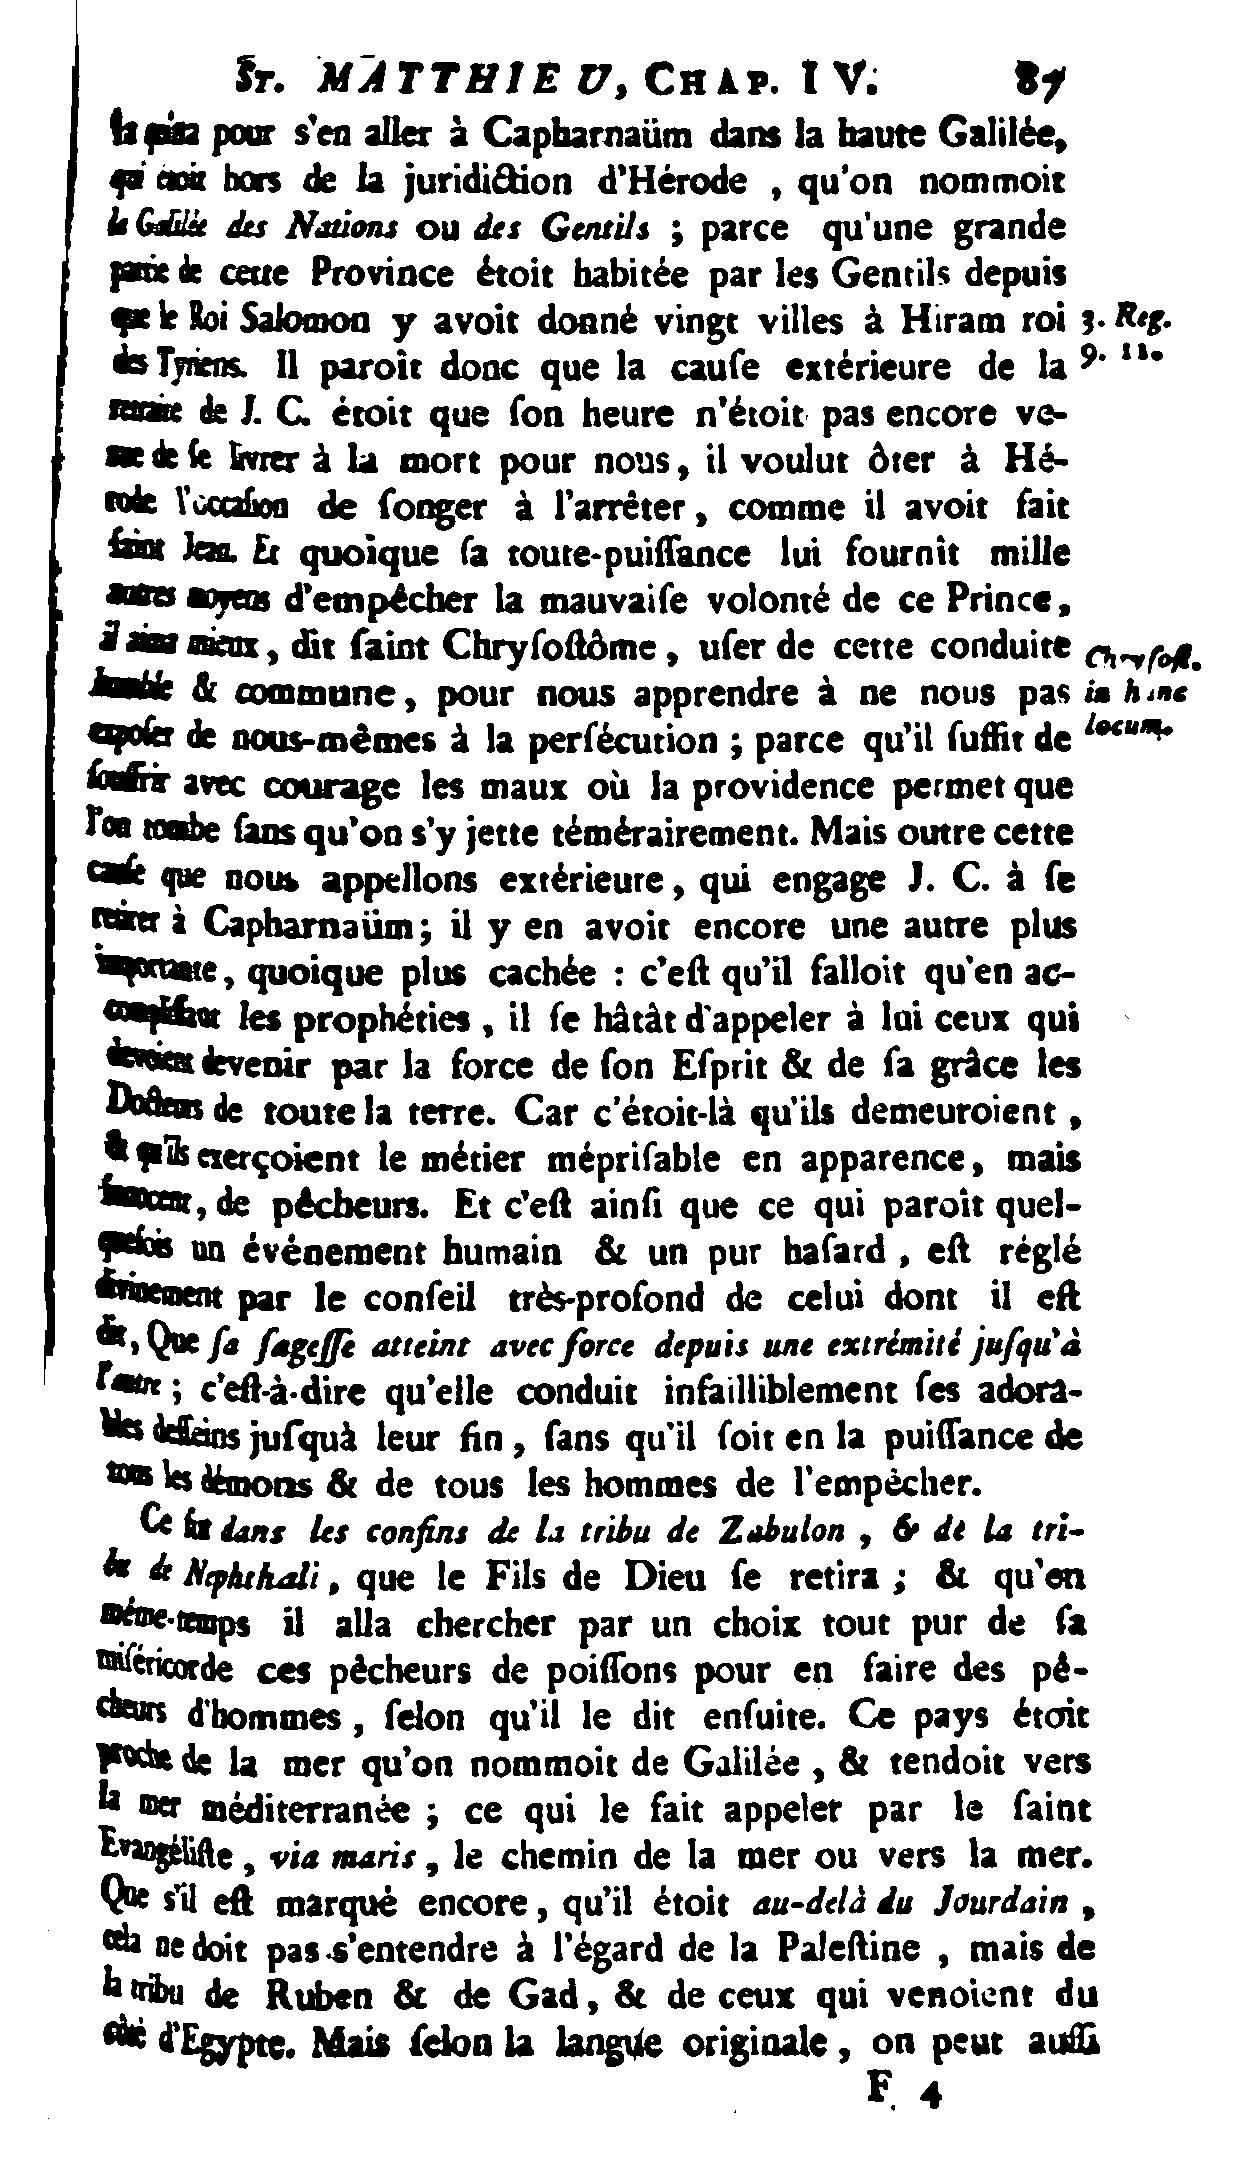 ST. MATTHIEU, CHAP. IV. 87
la quitta pour s'en aller à Capharnaüm dans la haute Galilée,
qui étoit hors de la juridiction d'Hérode , qu'on nommoit
la Galilée des Nations ou des Gentils ; parce qu'une grande
partie de cette Province étoit habitée par les Gentils depuis
que le Roi Salomon y avoit donné vingt villes à Hiram roi 3. Reg.
des Tyriens. Il paroît donc que la cauſe extérieure de la 9. 11.
retraite de J. C. étoit que ſon heure n'étoit pas encore ve-
nue de ſe livrer à la mort pour nous, il voulut ôter à Hé-
rode l'occaſion de ſonger à l'arrêter, comme il avoit fait
ſaint Jean. Et quoique ſa toute-puiſſance lui fournît mille
autres moyens d'empêcher la mauvaiſe volonté de ce Prince,
il aima mieux, dit ſaint Chryſoſtôme, uſer de cette conduite Chryſoſt.
humble & commune, pour nous apprendre à ne nous pas in hunc
expoſer de nous-mêmes à la perſécution ; parce qu'il ſuffit de locum.
ſouffrir avec courage les maux où la providence permet que
l'on tombe ſans qu'on s'y jette témérairement. Mais outre cette
cauſe que nous appellons extérieure, qui engage J. C. à ſe
retirer à Capharnaüm; il y en avoit encore une autre plus
importante, quoique plus cachée : c'eſt qu'il falloit qu'en ac-
compliſſant les prophéties, il ſe hâtât d'appeler à lui ceux qui
devoient devenir par la force de ſon Eſprit & de ſa grâce les
Docteurs de toute la terre. Car c'étoit-là qu'ils demeuroient,
& qu'ils exerçoient le métier mépriſable en apparence, mais
innocent, de pêcheurs. Et c'eſt ainſi que ce qui paroît quel-
quefois un événement humain & un pur haſard, eſt réglé
divinement par le conſeil très-profond de celui dont il eſt
dit, Que ſa ſageſſe atteint avec force depuis une extrémité juſqu'à
l'autre ; c'eſt-à-dire qu'elle conduit infailliblement ſes adora-
bles deſſeins juſquà leur fin, ſans qu'il ſoit en la puiſſance de
tous les démons & de tous les hommes de l'empêcher.
Ce fut dans les confins de la tribu de Zabulon, & de la tri-
bu de Nephthali, que le Fils de Dieu ſe retira ; & qu'en
même-temps il alla chercher par un choix tout pur de ſa
miſéricorde ces pêcheurs de poiſſons pour en faire des pê-
cheurs d'hommes, ſelon qu'il le dit enſuite. Ce pays étoit
proche de la mer qu'on nommoit de Galilée, & tendoit vers
la mer méditerranée ; ce qui le fait appeler par le ſaint
Evangéliſte, via maris, le chemin de la mer ou vers la mer.
Que s'il eſt marqué encore, qu'il étoit au-delà du Jourdain,
cela ne doit pas s'entendre à l'égard de la Paleſtine, mais de
la tribu de Ruben & de Gad, & de ceux qui venoient du
côté d'Egypte. Mais ſelon la langue originale, on peut auſſi
F 4